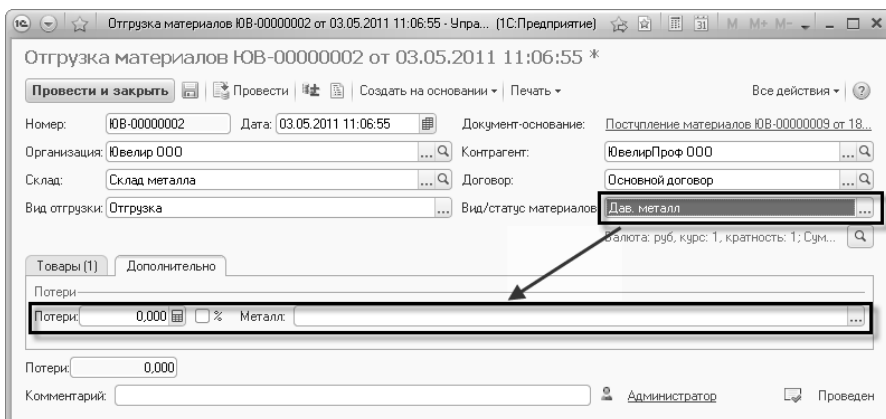 Отгрузка материалов ЮВ-00000002 от 03.05.2011 11:06:55 - Упра... (1С:Предприятие) M M+ M-
Отгрузка материалов ЮВ-00000002 от 03.05.2011 11:06:55 *
Провести и закрыть Провести Создать на основании Печать Все действия ?
Номер: ЮВ-00000002 Дата: 03.05.2011 11:06:55 Документ-основание: Поступление материалов ЮВ-00000009 от 18...
Организация: Ювелир ООО ... Контрагент: ЮвелирПроф ООО ...
Склад: Склад металла ... Договор: Основной договор ...
Вид отгрузки: Отгрузка ... Вид/статус материалов: Дав. металл ...
Валюта: руб, курс: 1, кратность: 1; Сум...
Товары (1) Дополнительно
Потери
Потери: 0,000 % Металл: ...
Потери: 0,000
Комментарий: Администратор Проведен